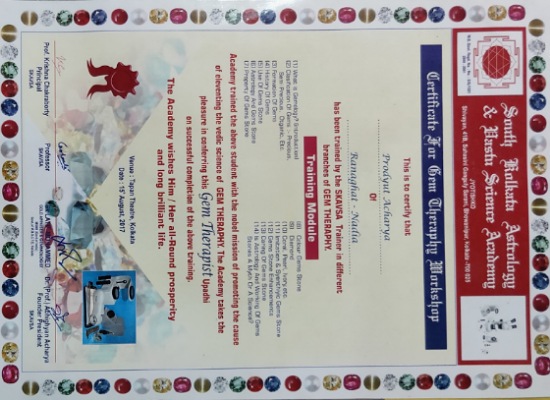 South Kolkata Astrology
& Vastu Science Academy
JYOTISHKO
Shivayan, 41B, Suhasini Ganguly Sarani, Bhowanipur, Kolkata -700 025
Certificate For Gem Theraphy Workshop
This is to certify that
Prodyut Acharya
Of
Ranaghat - Nadia
has been trained by the SKAVSA Trainer in different
branches of GEM THERAPHY.
Training Module
(1) What is Gemology? (Introduction)
(2) Clasification Of Gems :- Precious,
Semi Precious, Organic, Etc.
(3) Formation Of Gems
(4) History Of Gems
(5) Use Of Gems Stone
(6) Astrology And Gems Stone
(7) Property Of Gems Stone
(8) Colour Gems Stone
(9) Diamond
(10) Coral, Pearl, Ivory,etc.
(11) Imitation & Syenthyic Gems Stone
(12) Gems Stone Enhancements
(13) Caring Of Gems Stone
(14) Is Astrology And Working Of Gems
Stones A Myth Or A Science?
Academy trained the above student with the nobel mission of promoting the
cause of eleventing the vedic science of GEM THERAPHY. The Academy takes the
pleasure in conferring this Gem Therapist Upadhi
on successful completion of the above training.
The Academy wishes Him / Her all-Round prosperity
and long brilliant life.
Venue : Tapan Theatre, Kolkata
Date : 15th August, 2017
Prof. Krishna Chakraborty
Principal
SKAVSA
Professor
SKAVSA
MOHAMMED
Dr. (Prof.) Abhighyan Acharya
Founder President
SKAVSA